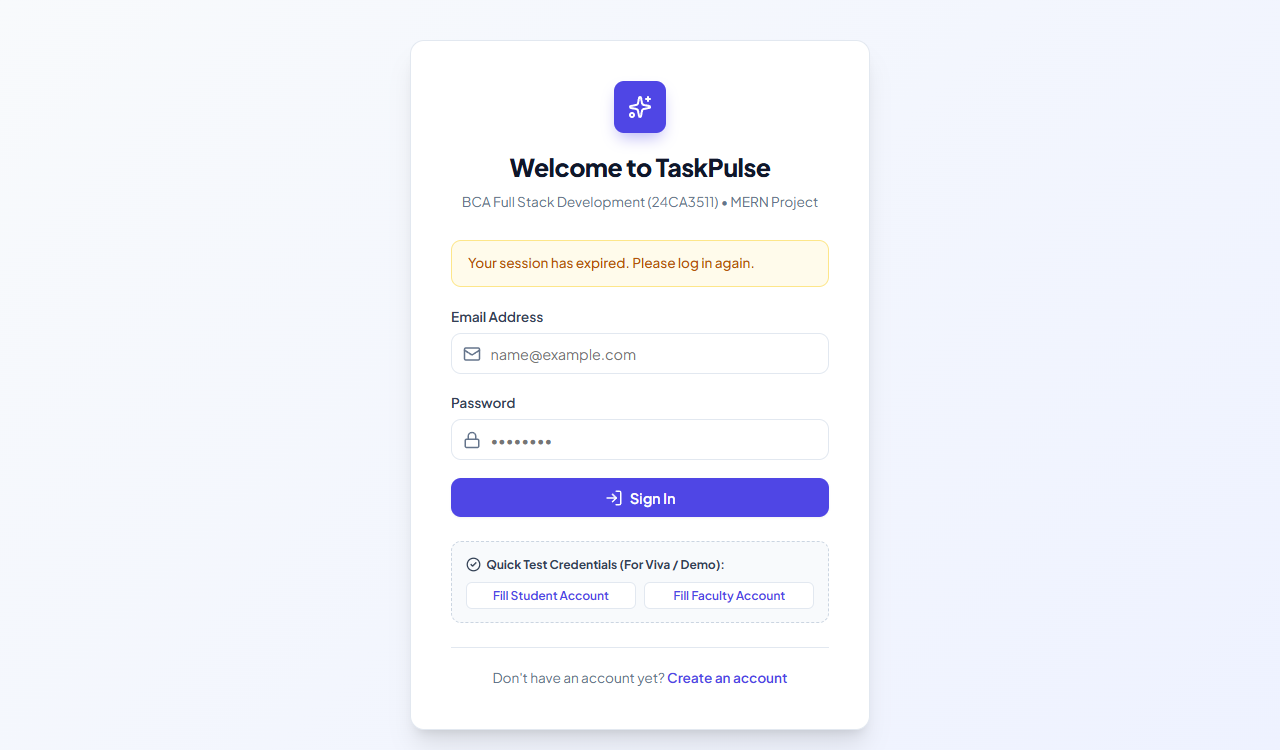 Welcome to TaskPulse
BCA Full Stack Development (24CA3511) • MERN Project
Your session has expired. Please log in again.
Email Address
name@example.com
Password
••••••••
Sign In
Quick Test Credentials (For Viva / Demo):
Fill Student Account
Fill Faculty Account
Don't have an account yet? Create an account